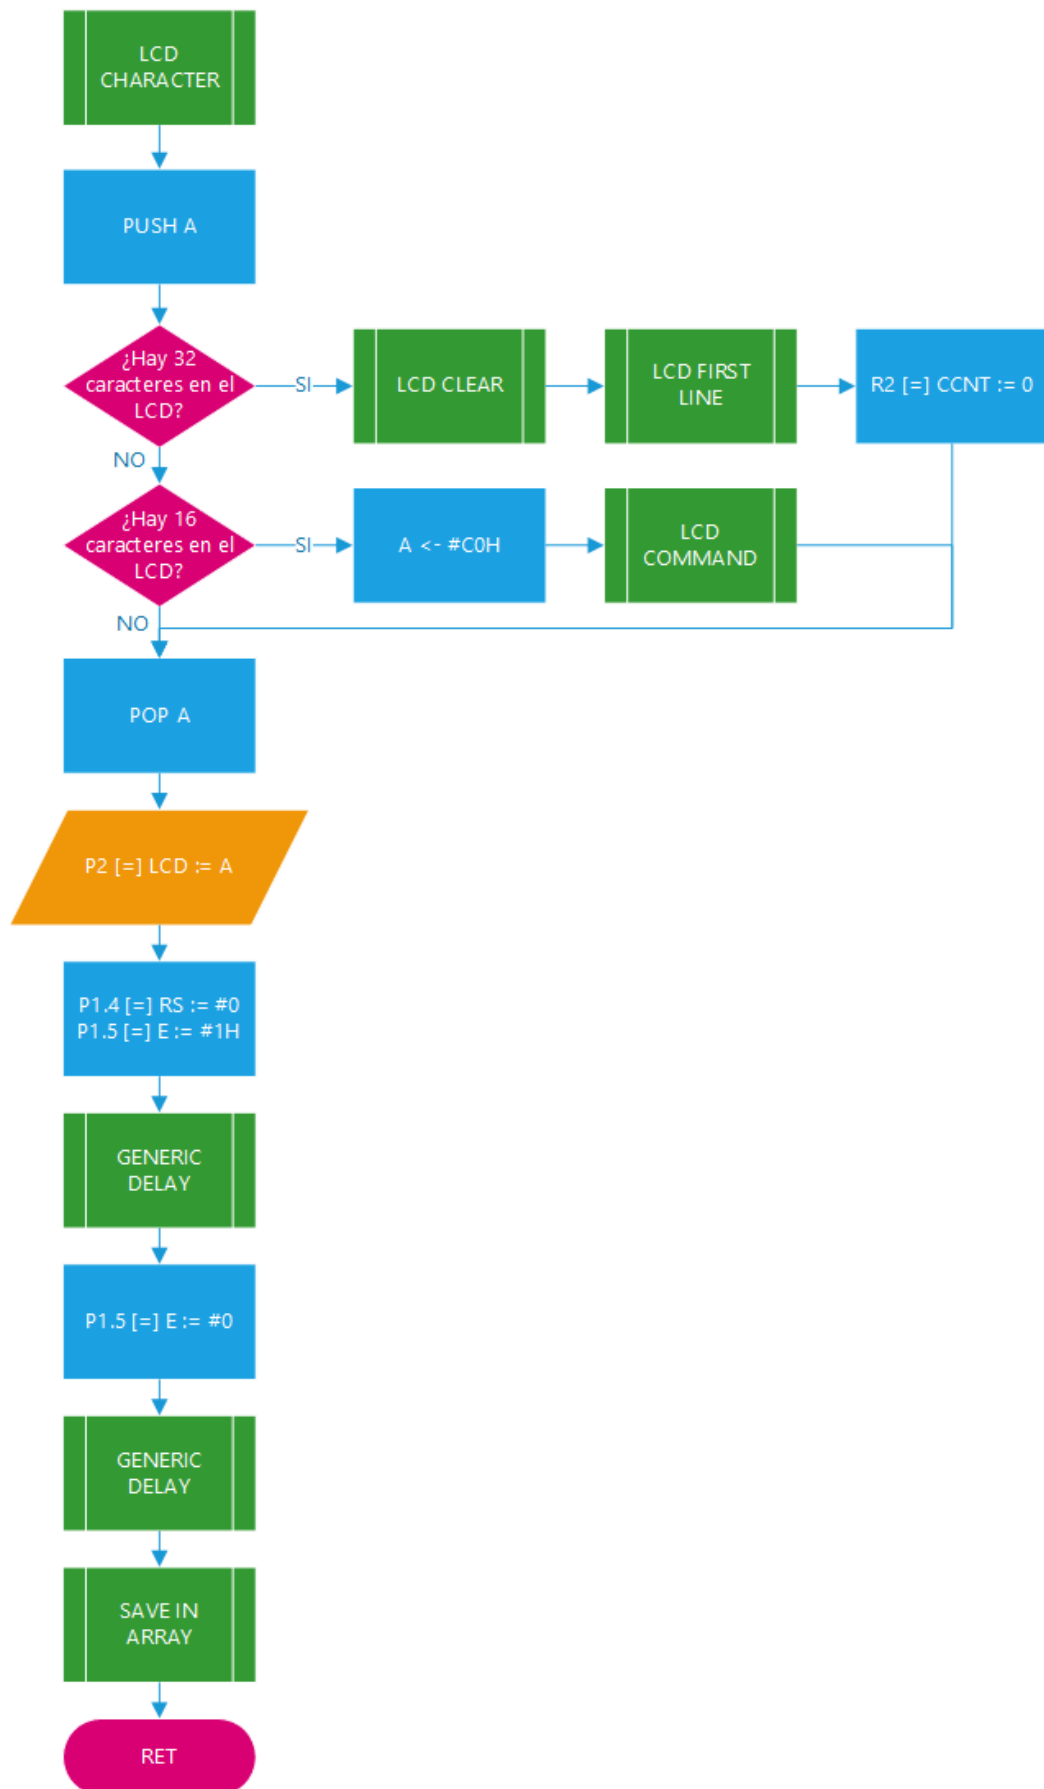 LCD
CHARACTER
PUSH A
¿Hay 32
caracteres en el
LCD?
SI
LCD CLEAR
LCD FIRST
LINE
R2 [=] CCNT := 0
NO
¿Hay 16
caracteres en el
LCD?
SI
A <- #C0H
LCD
COMMAND
NO
POP A
P2 [=] LCD := A
P1.4 [=] RS := #0
P1.5 [=] E := #1H
GENERIC
DELAY
P1.5 [=] E := #0
GENERIC
DELAY
SAVE IN
ARRAY
RET